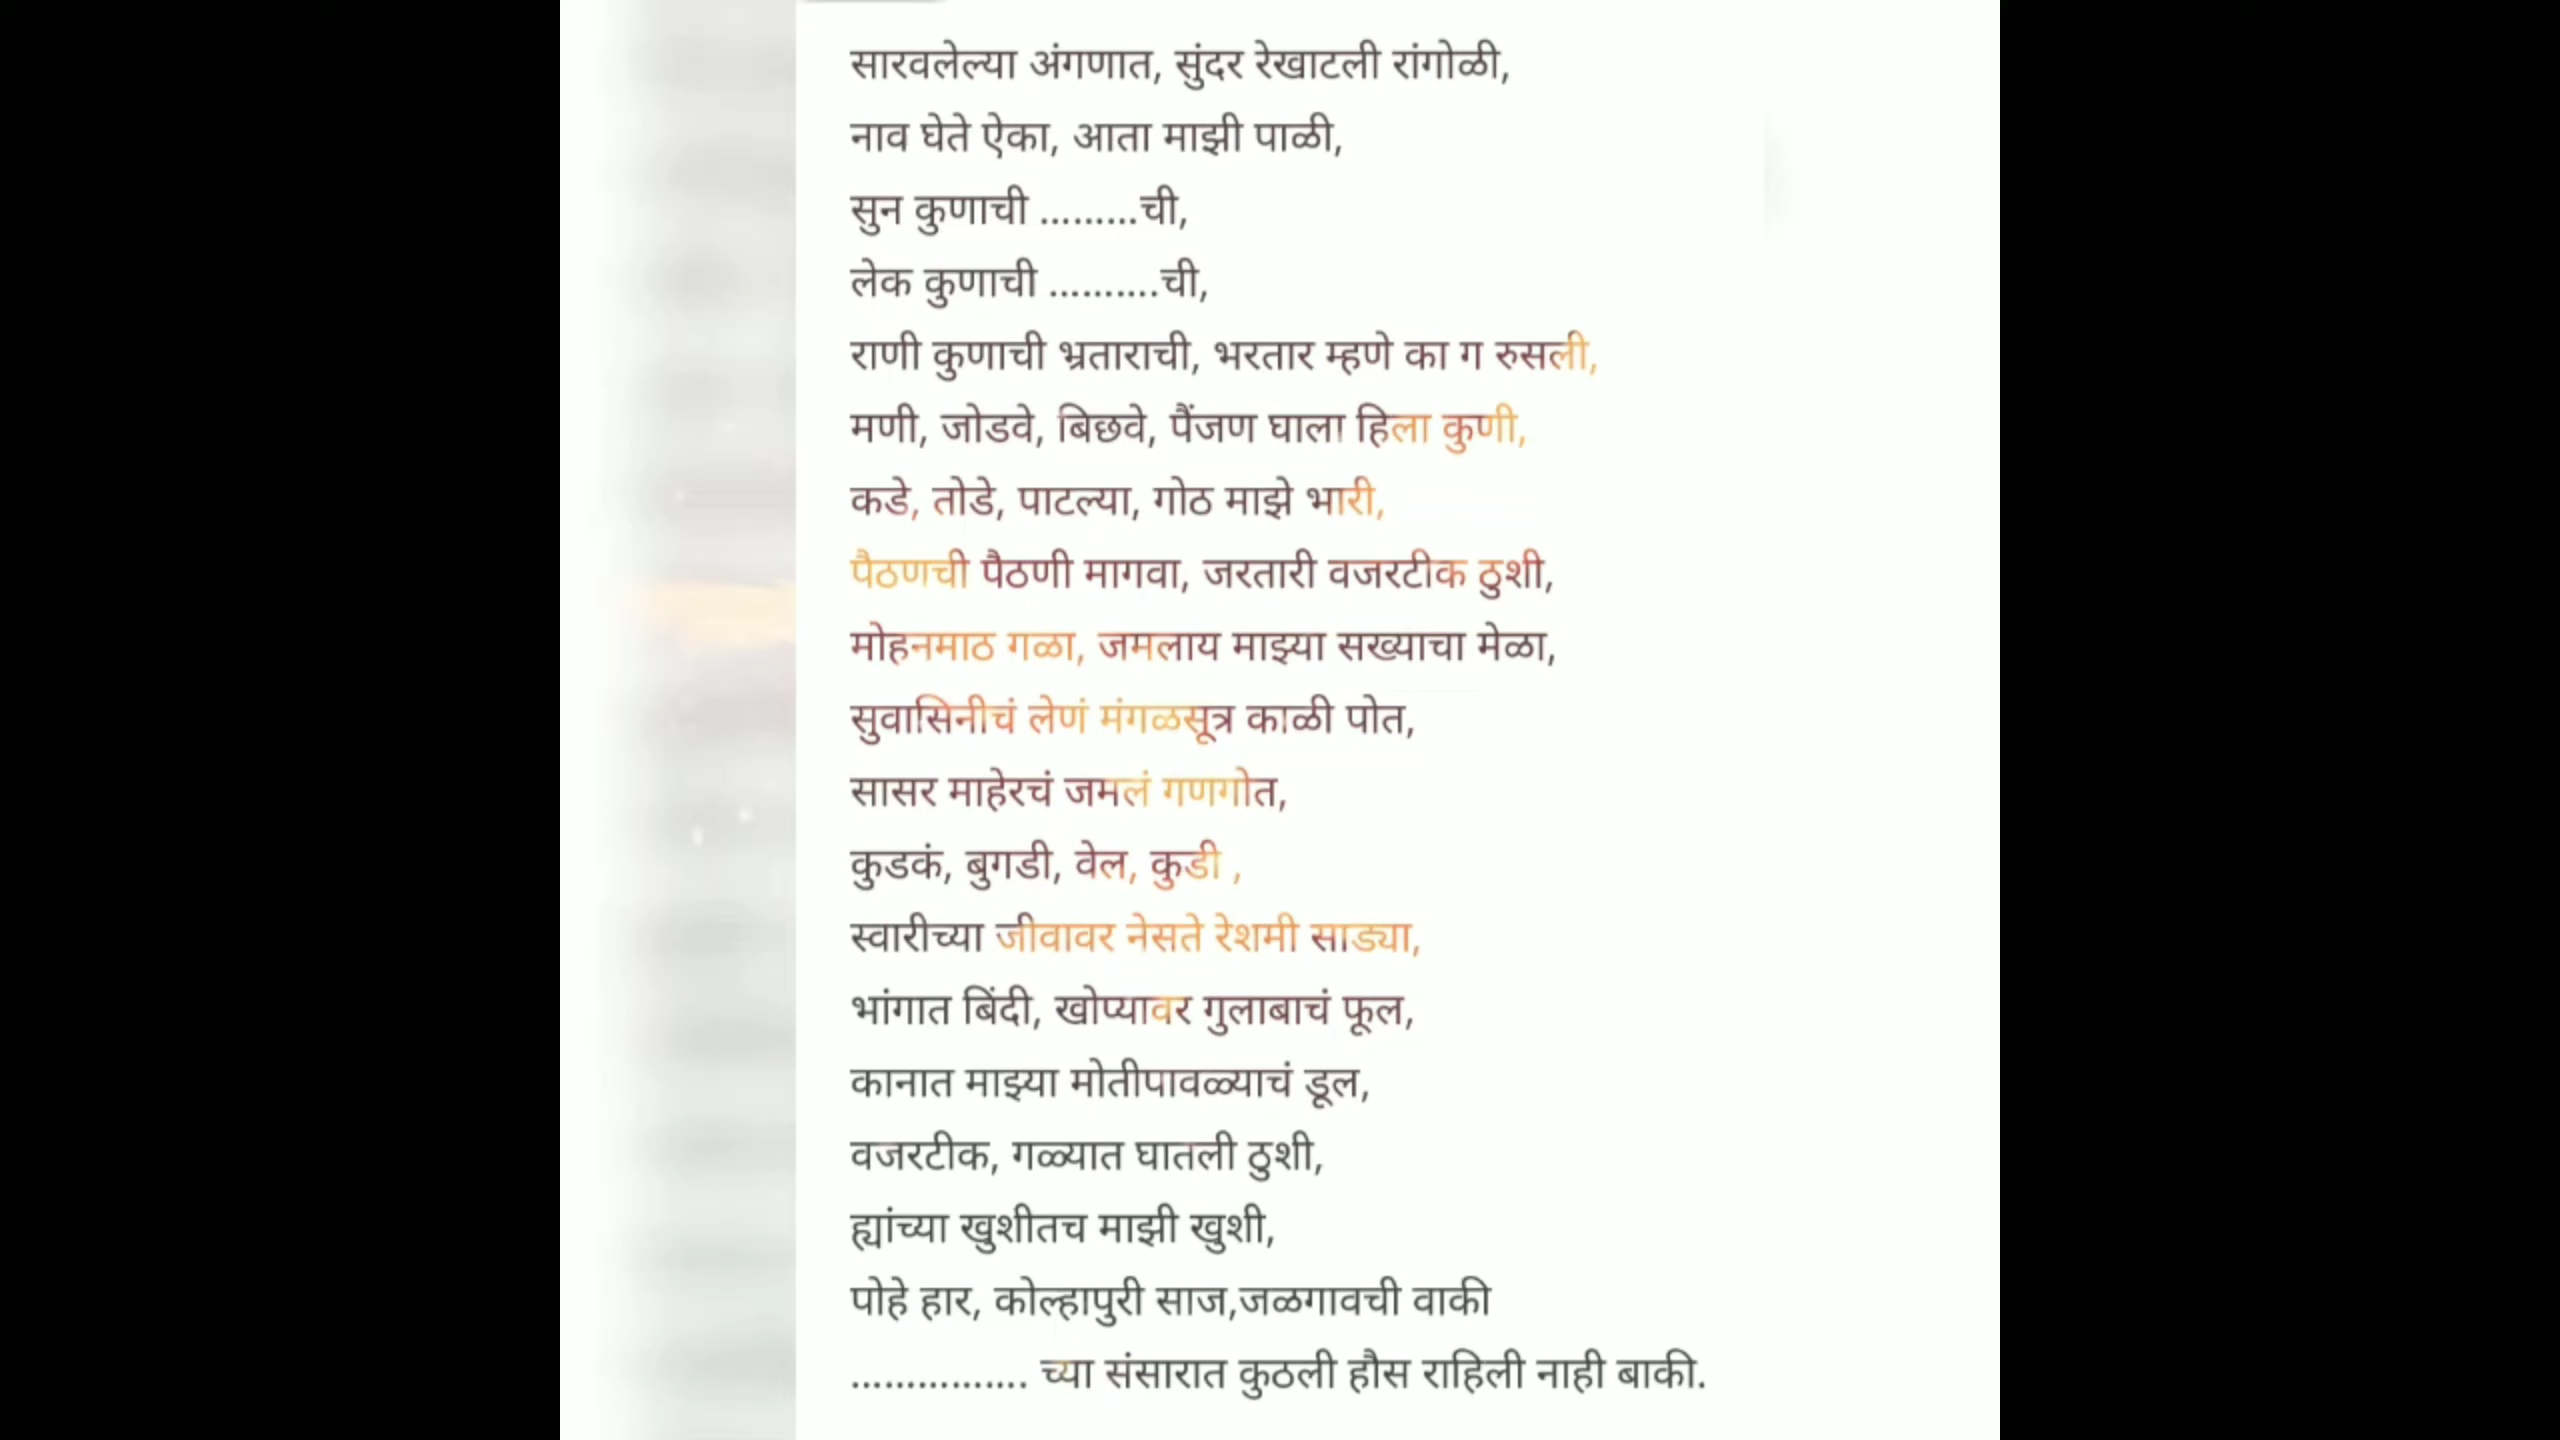 सारवलेल्या अंगणात, सुंदर रेखाटली रांगोळी,
नाव घेते ऐका, आता माझी पाळी,
सुन कुणाची .........ची,
लेक कुणाची ..........ची,
राणी कुणाची भ्रताराची, भरतार म्हणे का ग रुसली,
मणी, जोडवे, बिछवे, पैंजण घाला हिला कुणी,
कडे, तोडे, पाटल्या, गोठ माझे भारी,
पैठणची पैठणी मागवा, जरतारी वजरटीक ठुशी,
मोहनमाठ गळा, जमलाय माझ्या सख्याचा मेळा,
सुवासिनीचं लेणं मंगळसूत्र काळी पोत,
सासर माहेरचं जमलं गणगोत,
कुडकं, बुगडी, वेल, कुडी ,
स्वारीच्या जीवावर नेसते रेशमी साड्या,
भांगात बिंदी, खोप्यावर गुलाबाचं फूल,
कानात माझ्या मोतीपावळ्याचं डूल,
वजरटीक, गळ्यात घातली ठुशी,
ह्यांच्या खुशीतच माझी खुशी,
पोहे हार, कोल्हापुरी साज,जळगावची वाकी
................ च्या संसारात कुठली हौस राहिली नाही बाकी.